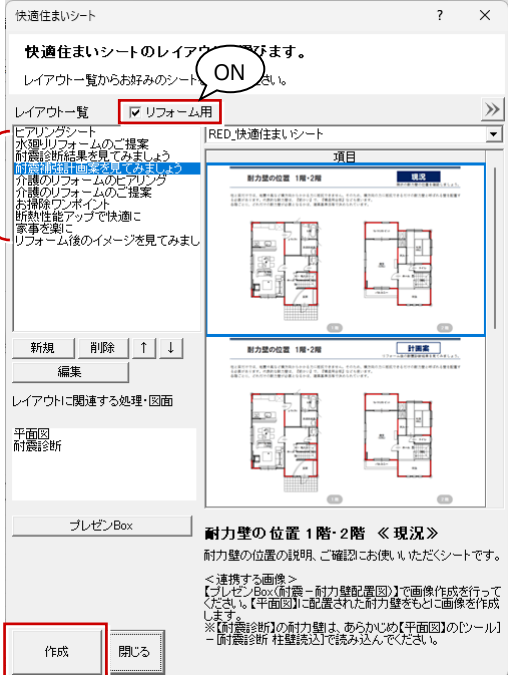 快適住まいシート
? ×
快適住まいシートのレイアウ
びます。
レイアウト一覧からお好みのシート
さい。
ON
レイアウト一覧
リフォーム用
ヒアリングシート
水廻りリフォームのご提案
耐震診断結果を見てみましょう
耐震補強計画案を見てみましょう
介護のリフォームのヒアリング
介護のリフォームのご提案
お掃除ワンポイント
断熱性能アップで快適に
家事を楽に
リフォーム後のイメージを見てみまし
新規 削除 ↑ ↓
編集
レイアウトに関連する処理・図面
平面図
耐震診断
プレゼンBox
作成 閉じる
RED_快適住まいシート
項目
耐力壁の位置 1階・2階 現況
耐力壁の位置 1階・2階 計画案
耐力壁の位置 1階・2階 ≪現況≫
耐力壁の位置の説明、ご確認にお使いいただくシートです。
＜連携する画像＞
【プレゼンBox（耐震－耐力壁配置図）】で画像作成を行って
ください。【平面図】に配置された耐力壁をもとに画像を作成
します。
※【耐震診断】の耐力壁は、あらかじめ【平面図】の[ツール]
－[耐震診断 柱壁読込]で読み込んでください。